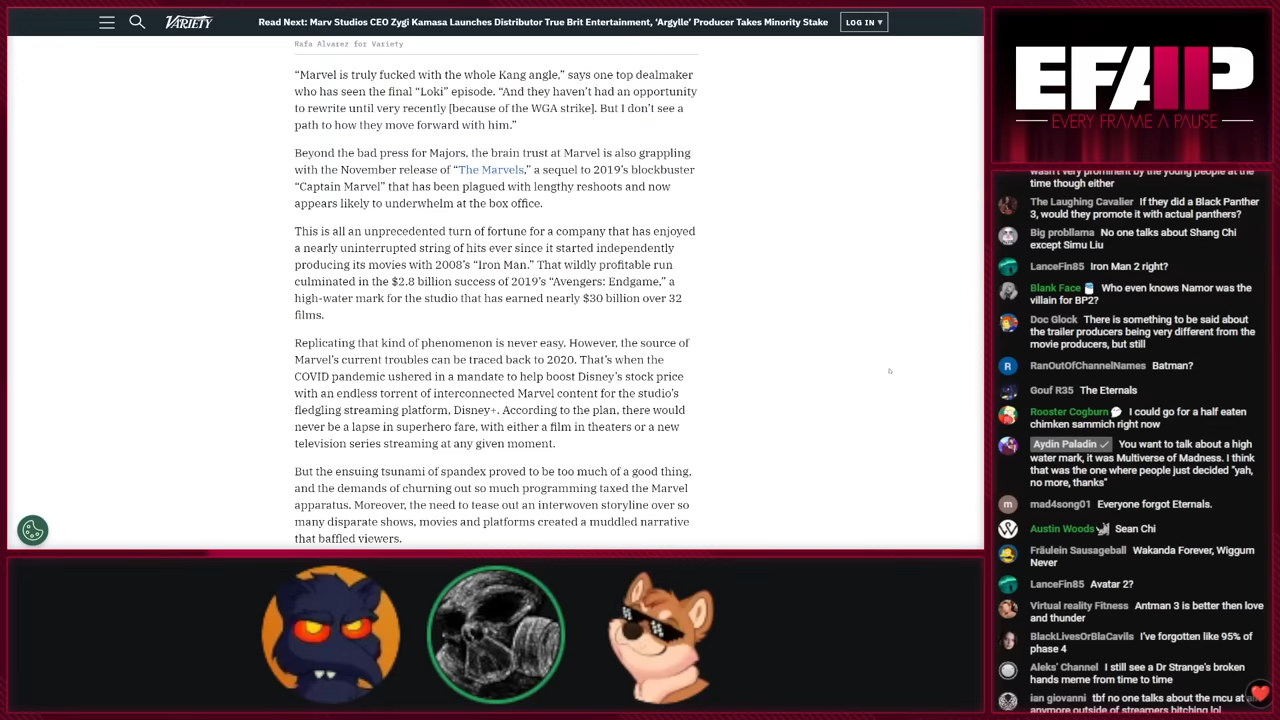 Read Next: Marv Studios CEO Zygi Kamasa Launches Distributor True Brit Entertainment, ‘Argylle’ Producer Takes Minority Stake
VARIETY
LOG IN ▾
Rafa Alvarez for Variety
“Marvel is truly fucked with the whole Kang angle,” says one top dealmaker
who has seen the final “Loki” episode. “And they haven’t had an opportunity
to rewrite until very recently [because of the WGA strike]. But I don’t see a
path to how they move forward with him.”
Beyond the bad press for Majors, the brain trust at Marvel is also grappling
with the November release of “The Marvels,” a sequel to 2019’s blockbuster
“Captain Marvel” that has been plagued with lengthy reshoots and now
appears likely to underwhelm at the box office.
This is all an unprecedented turn of fortune for a company that has enjoyed
a nearly uninterrupted string of hits ever since it started independently
producing its movies with 2008’s “Iron Man.” That wildly profitable run
culminated in the $2.8 billion success of 2019’s “Avengers: Endgame,” a
high-water mark for the studio that has earned nearly $30 billion over 32
films.
Replicating that kind of phenomenon is never easy. However, the source of
Marvel’s current troubles can be traced back to 2020. That’s when the
COVID pandemic ushered in a mandate to help boost Disney’s stock price
with an endless torrent of interconnected Marvel content for the studio’s
fledgling streaming platform, Disney+. According to the plan, there would
never be a lapse in superhero fare, with either a film in theaters or a new
television series streaming at any given moment.
But the ensuing tsunami of spandex proved to be too much of a good thing,
and the demands of churning out so much programming taxed the Marvel
apparatus. Moreover, the need to tease out an interwoven storyline over so
many disparate shows, movies and platforms created a muddled narrative
that baffled viewers.
EFAP
EVERY FRAME A PAUSE
wasn't very prominent by the young people at the
time though either
The Laughing Cavalier If they did a Black Panther
3, would they promote it with actual panthers?
Big probllama No one talks about Shang Chi
except Simu Liu
LanceFin85 Iron Man 2 right?
Blank Face Who even knows Namor was the
villain for BP2?
Doc Glock There is something to be said about
the trailer producers being very different from the
movie producers, but still
R
RanOutOfChannelNames Batman?
Gouf R35 The Eternals
Rooster Cogburn I could go for a half eaten
chimken sammich right now
Aydin Paladin ✓ You want to talk about a high
water mark, it was Multiverse of Madness. I think
that was the one where people just decided "yah,
no more, thanks"
m
mad4song01 Everyone forgot Eternals.
Austin Woods Sean Chi
Fräulein Sausageball Wakanda Forever, Wiggum
Never
LanceFin85 Avatar 2?
Virtual reality Fitness Antman 3 is better then love
and thunder
BlackLivesOrBlaCavils I've forgotten like 95% of
phase 4
Aleks' Channel I still see a Dr Strange's broken
hands meme from time to time
ian giovanni tbf no one talks about the mcu at
anymore outside of streamers bitching lol